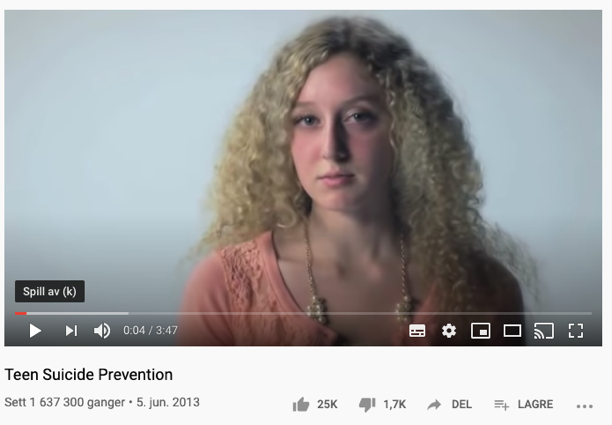 Spill av (k)
0:04 / 3:47
Teen Suicide Prevention
Sett 1 637 300 ganger • 5. jun. 2013
25K
1,7K
DEL
LAGRE